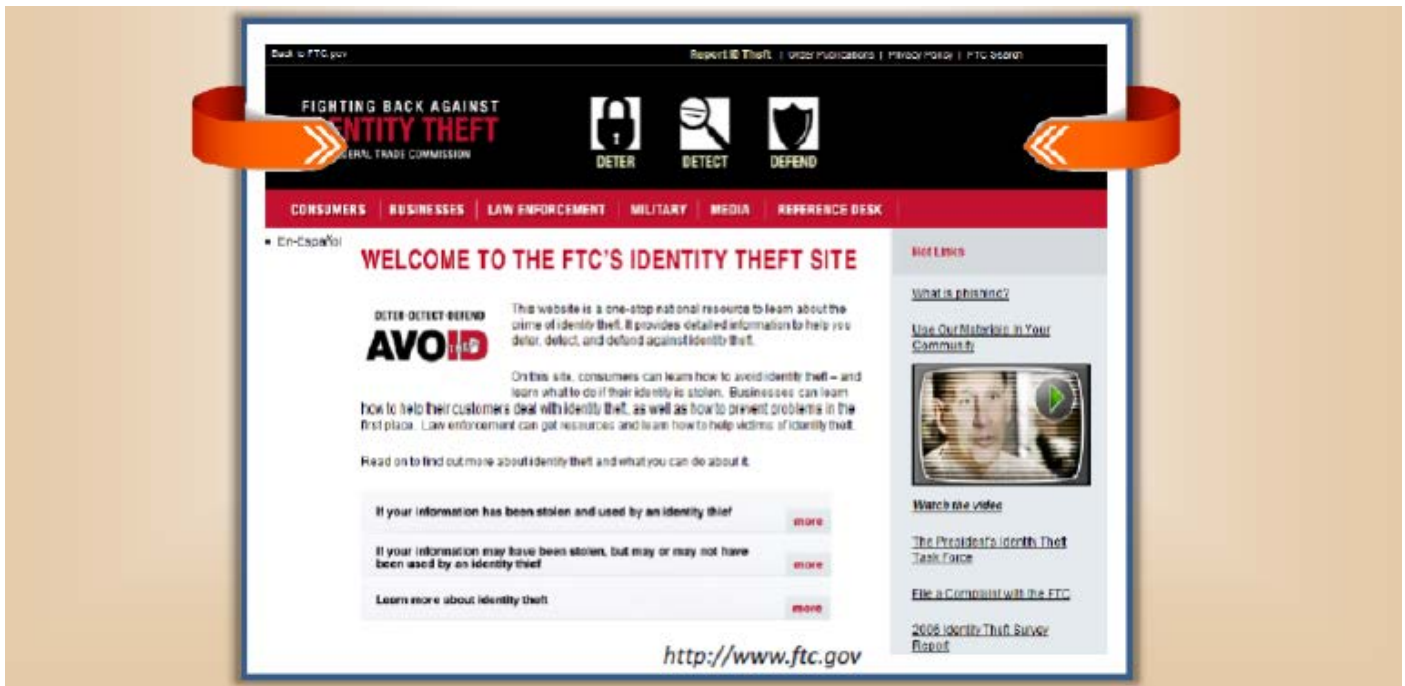 Back to FTC.gov
Report ID Theft | Order Publications | Privacy Policy | FTC Search
FIGHTING BACK AGAINST
ENTITY THEFT
ERAL TRADE COMMISSION
DETER DETECT DEFEND
CONSUMERS | BUSINESSES | LAW ENFORCEMENT | MILITARY | MEDIA | REFERENCE DESK
En-Español
WELCOME TO THE FTC'S IDENTITY THEFT SITE
DETER·DETECT·DEFEND
AVOID
THEFT
This website is a one-stop national resource to learn about the
crime of identity theft. It provides detailed information to help you
deter, detect, and defend against identity theft.
On this site, consumers can learn how to avoid identity theft – and
learn what to do if their identity is stolen. Businesses can learn
how to help their customers deal with identity theft, as well as how to prevent problems in the
first place. Law enforcement can get resources and learn how to help victims of identity theft.
Read on to find out more about identity theft and what you can do about it.
If your information has been stolen and used by an identity thief
more
If your information may have been stolen, but may or may not have
been used by an identity thief
more
Learn more about identity theft
more
Hot Links
What is phishing?
Use Our Materials in Your
Community
Watch the video
The President's Identity Theft
Task Force
File a Complaint with the FTC
2006 Identity Theft Survey
Report
http://www.ftc.gov